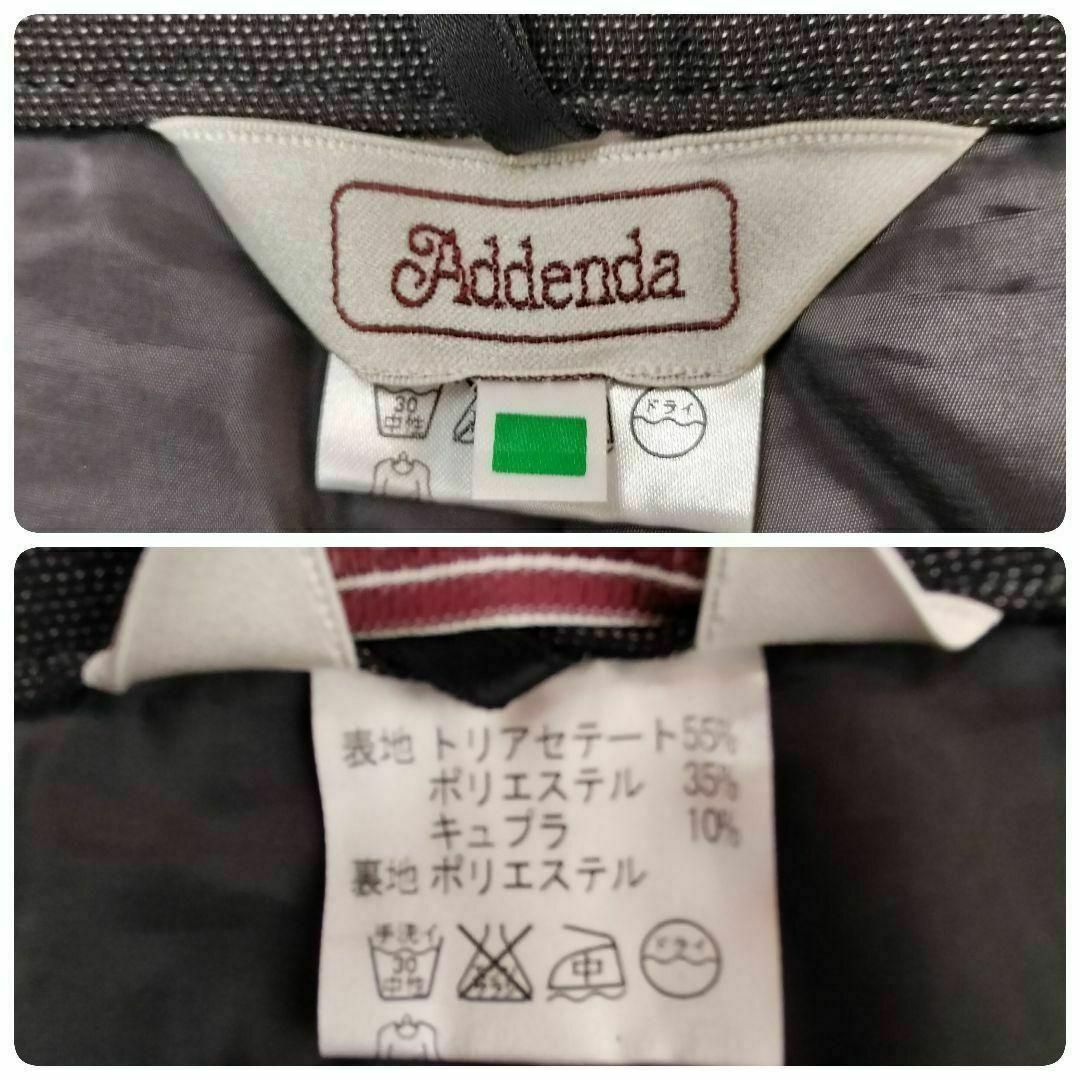 Addenda
30
中性
ドライ
表地 トリアセテート 55%
ポリエステル 35%
キュプラ 10%
裏地 ポリエステル
手洗イ
30
中性
中
ドライ